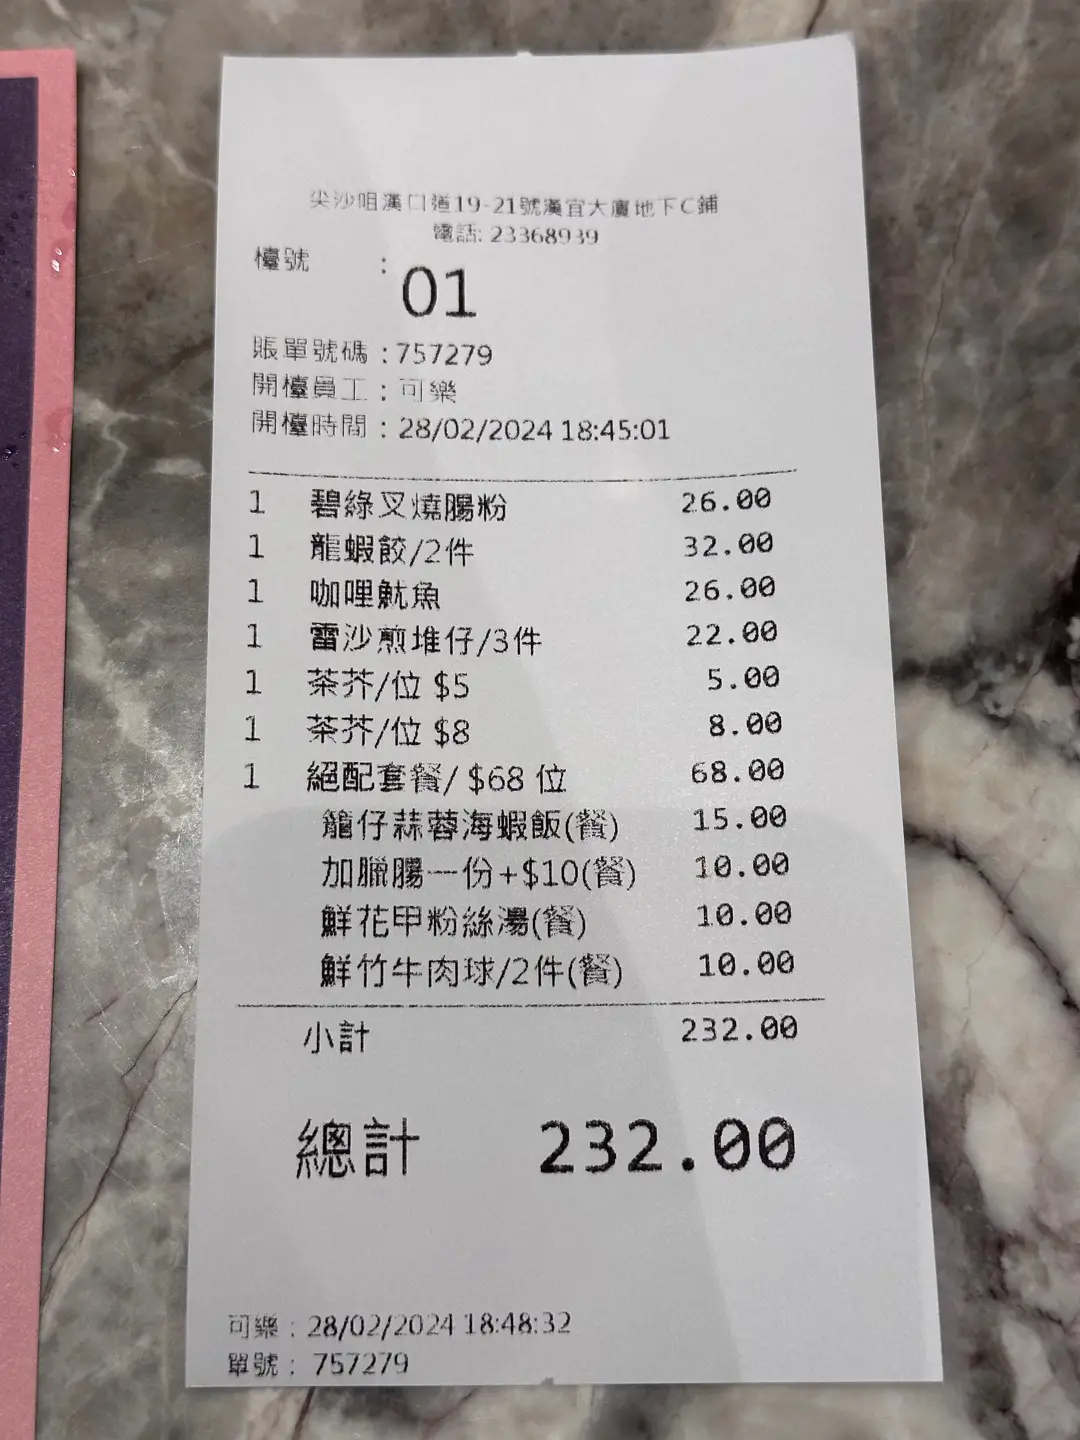 尖沙咀漢口道19-21號漢宜大廈地下C鋪
電話: 23368939
檯號 :
01
賬單號碼 : 757279
開檯員工 : 可樂
開檯時間 : 28/02/2024 18:45:01
1 碧綠叉燒腸粉 26.00
1 龍蝦餃/2件 32.00
1 咖哩魷魚 26.00
1 雷沙煎堆仔/3件 22.00
1 茶芥/位 $5 5.00
1 茶芥/位 $8 8.00
1 絕配套餐/ $68 位 68.00
籠仔蒜蓉海蝦飯(餐) 15.00
加臘腸一份+$10(餐) 10.00
鮮花甲粉絲湯(餐) 10.00
鮮竹牛肉球/2件(餐) 10.00
小計 232.00
總計 232.00
可樂 : 28/02/2024 18:48:32
單號 : 757279